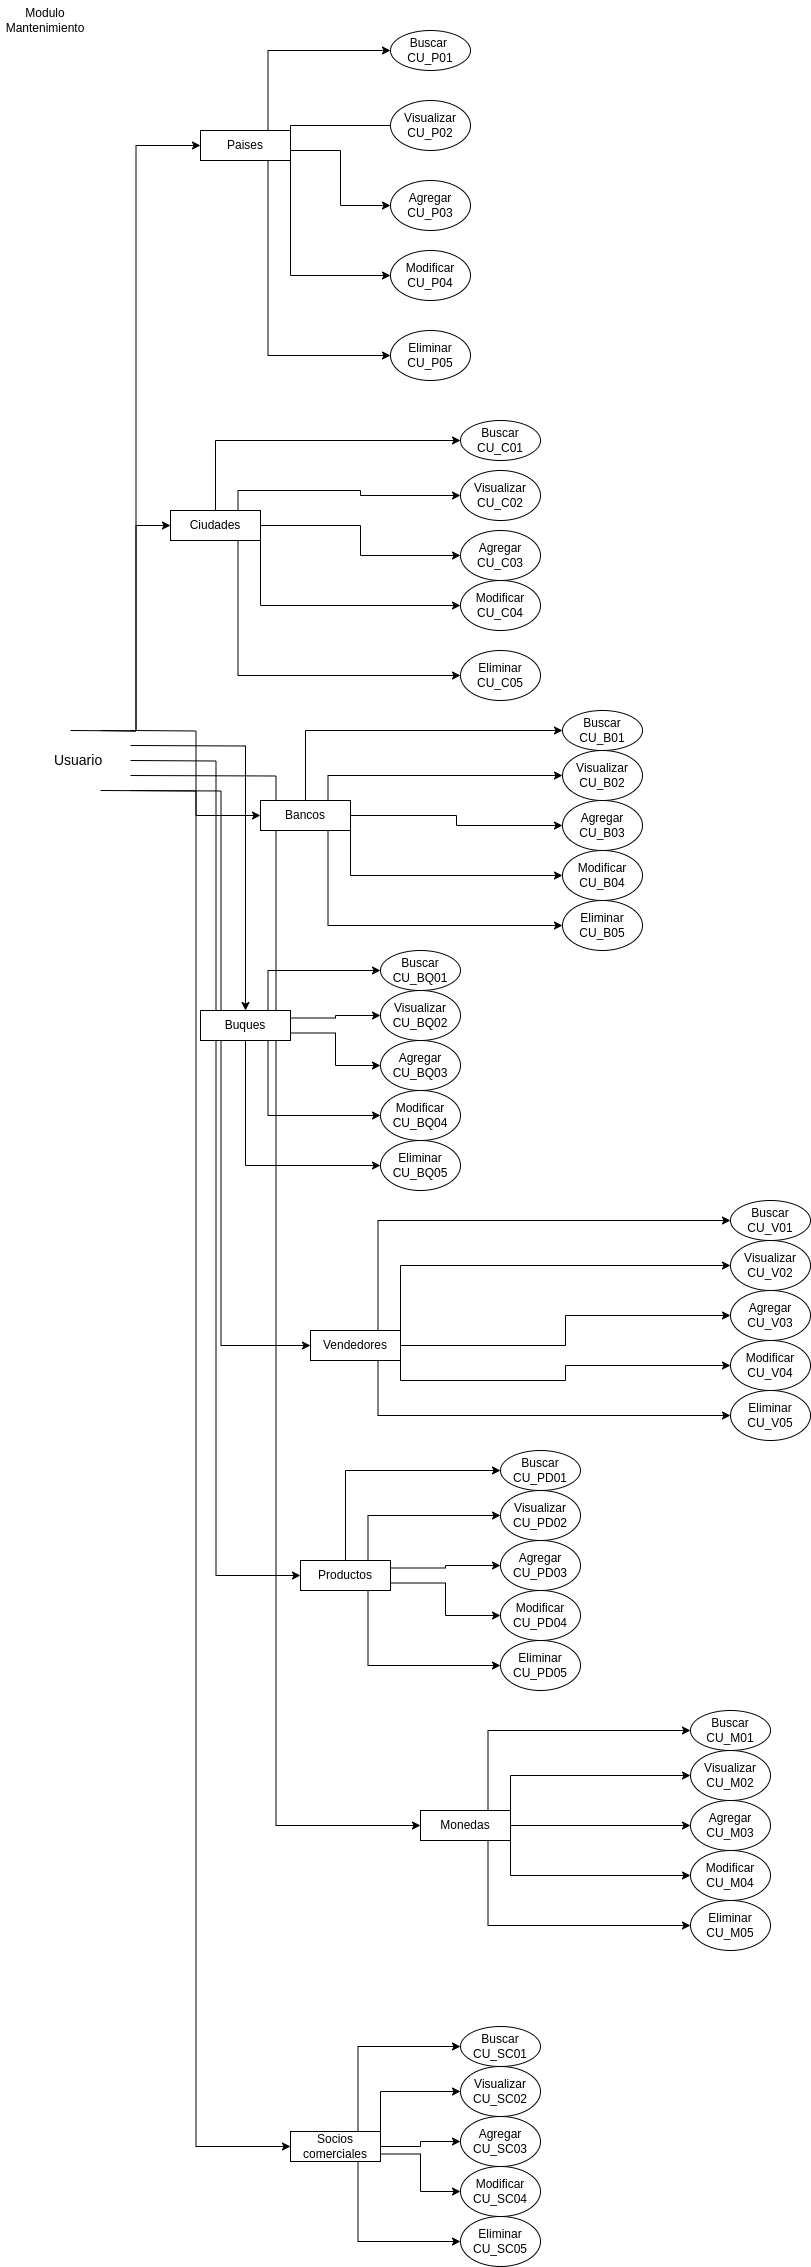 Modulo
Mantenimiento
Buscar
CU_P01
Visualizar
CU_P02
Paises
Agregar
CU_P03
Modificar
CU_P04
Eliminar
CU_P05
Buscar
CU_C01
Visualizar
CU_C02
Ciudades
Agregar
CU_C03
Modificar
CU_C04
Eliminar
CU_C05
Usuario
Buscar
CU_B01
Visualizar
CU_B02
Bancos
Agregar
CU_B03
Modificar
CU_B04
Eliminar
CU_B05
Buscar
CU_BQ01
Visualizar
CU_BQ02
Buques
Agregar
CU_BQ03
Modificar
CU_BQ04
Eliminar
CU_BQ05
Buscar
CU_V01
Visualizar
CU_V02
Agregar
CU_V03
Vendedores
Modificar
CU_V04
Eliminar
CU_V05
Buscar
CU_PD01
Visualizar
CU_PD02
Agregar
CU_PD03
Productos
Modificar
CU_PD04
Eliminar
CU_PD05
Buscar
CU_M01
Visualizar
CU_M02
Agregar
CU_M03
Monedas
Modificar
CU_M04
Eliminar
CU_M05
Buscar
CU_SC01
Visualizar
CU_SC02
Agregar
CU_SC03
Socios
comerciales
Modificar
CU_SC04
Eliminar
CU_SC05